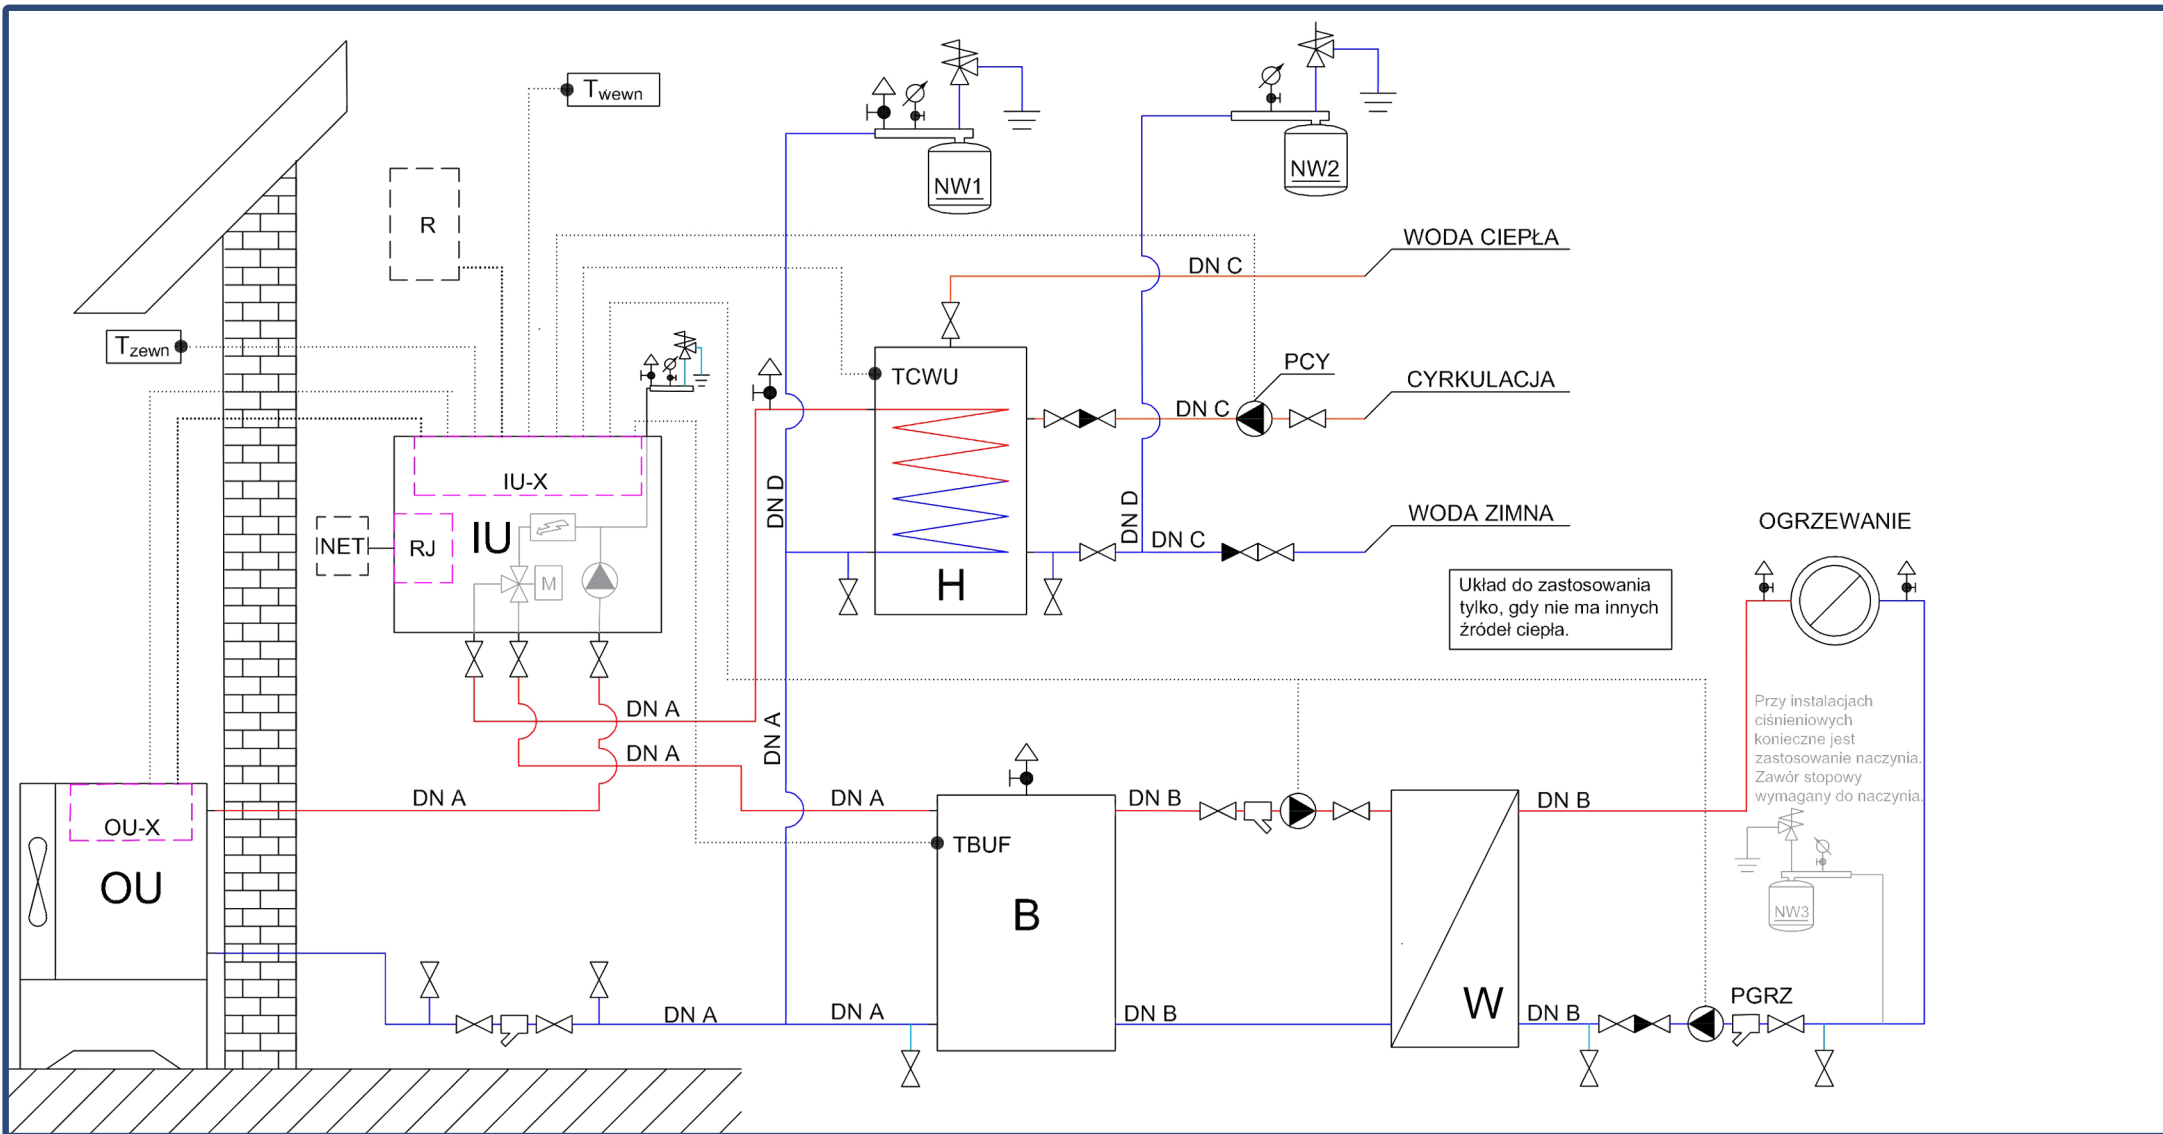 Twewn
NW1
NW2
R
WODA CIEPŁA
DN C
Tzewn
PCY
TCWU
CYRKULACJA
DN C
IU-X
DN D
DN D
WODA ZIMNA
DN C
OGRZEWANIE
NET
RJ
IU
M
H
Układ do zastosowania
tylko, gdy nie ma innych
źródeł ciepła.
DN A
DN A
DN A
Przy instalacjach
ciśnieniowych
konieczne jest
zastosowanie naczynia.
Zawór stopowy
wymagany do naczynia.
DN A
DN A
DN B
DN B
OU-X
TBUF
OU
B
NW3
W
PGRZ
DN A
DN A
DN B
DN B